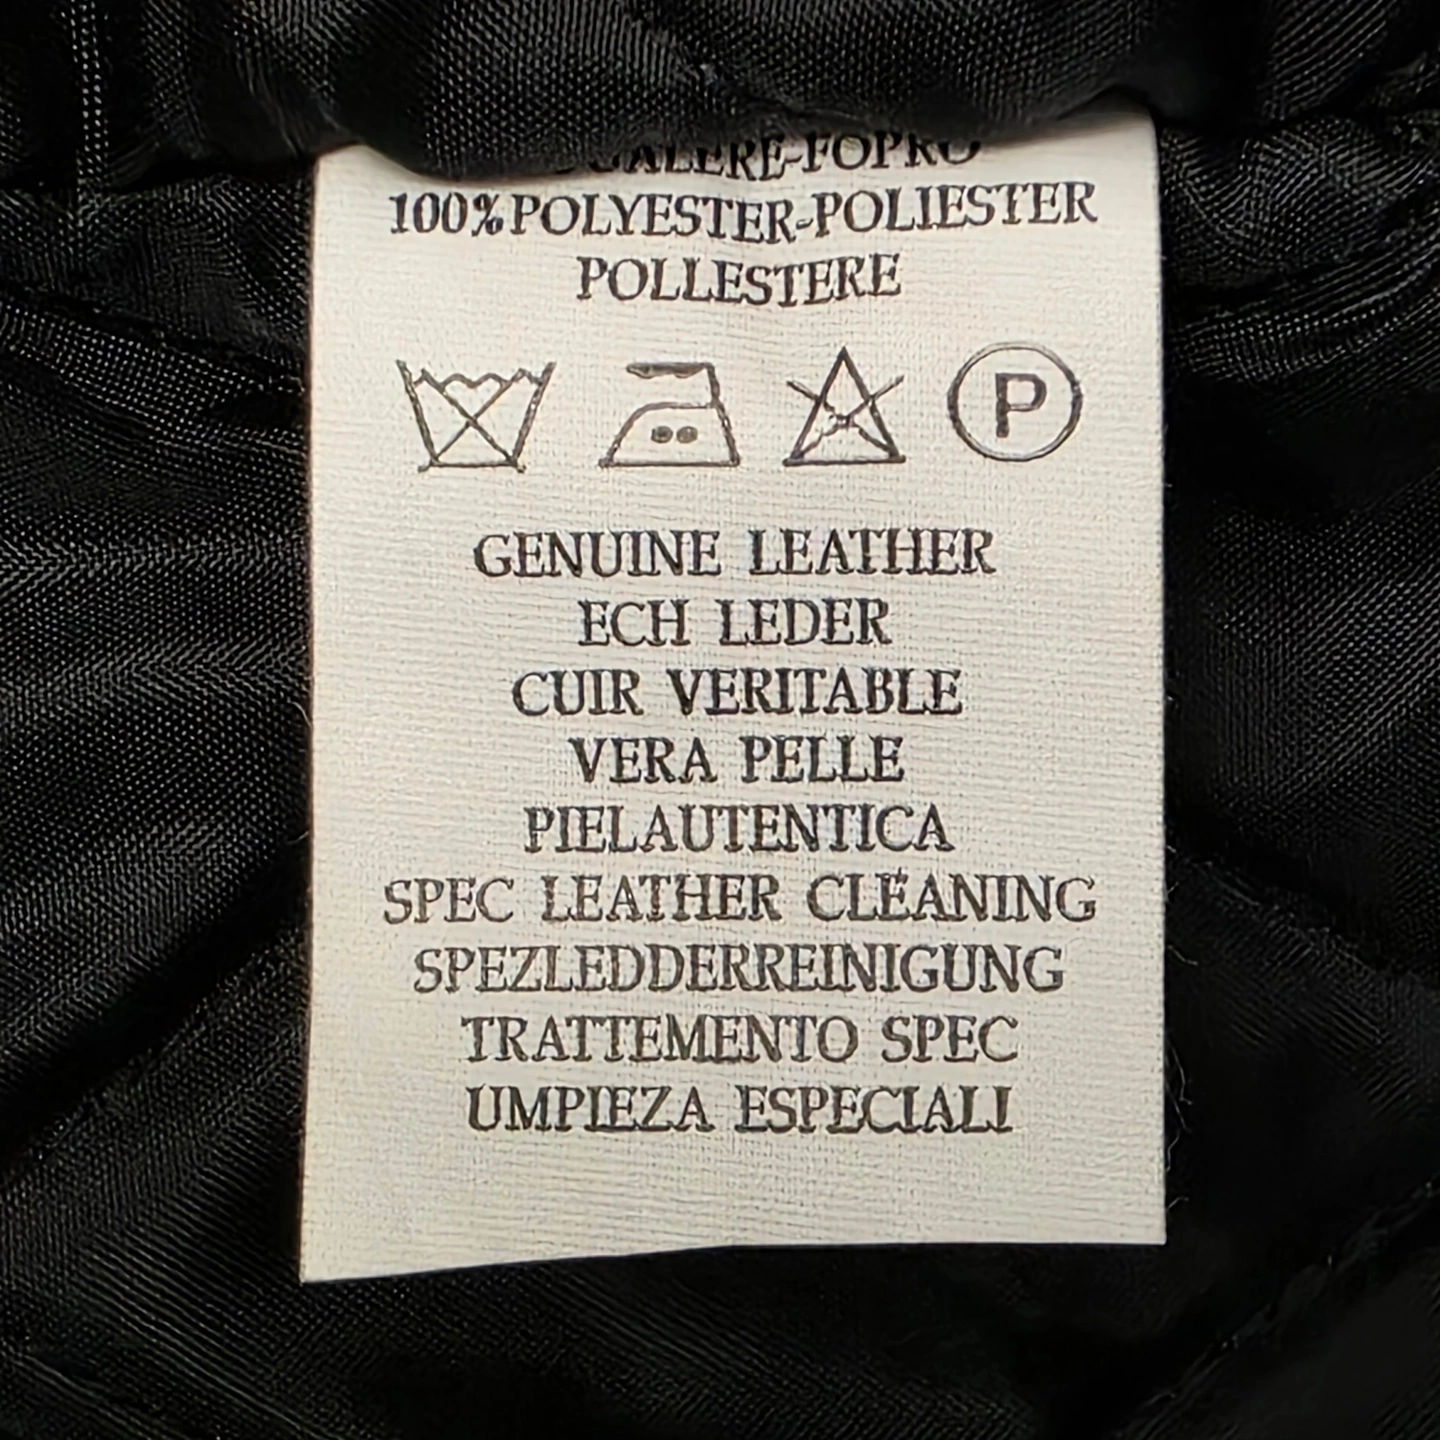 100%POLYESTER-POLIESTER
POLLESTERE
P
GENUINE LEATHER
ECH LEDER
CUIR VERITABLE
VERA PELLE
PIELAUTENTICA
SPEC LEATHER CLEANING
SPEZLEDDERREINIGUNG
TRATTEMENTO SPEC
UMPIEZA ESPECIALI